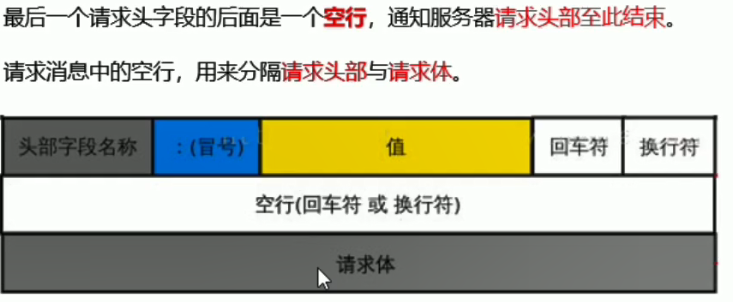 最后一个请求头字段的后面是一个空行，通知服务器请求头部至此结束。
请求消息中的空行，用来分隔请求头部与请求体。
头部字段名称 ：(冒号) 值 回车符 换行符
空行(回车符 或 换行符)
请求体